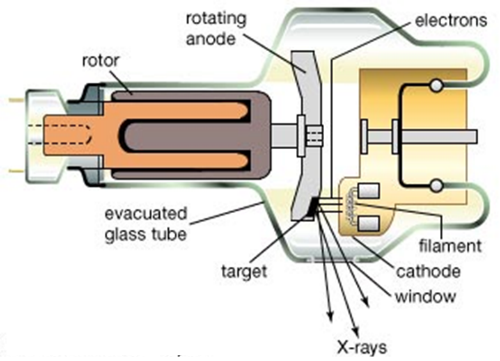 rotating
anode
electrons
rotor
evacuated
glass tube
target
filament
cathode
window
X-rays